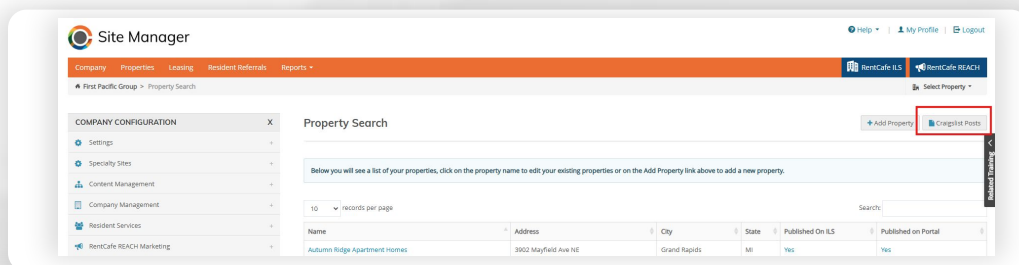 Site Manager
Help
My Profile
Logout
Company Properties Leasing Resident Referrals Reports
RentCafe ILS
RentCafe REACH
First Pacific Group > Property Search
Select Property
COMPANY CONFIGURATION X
Settings +
Specialty Sites +
Content Management +
Company Management +
Resident Services +
RentCafe REACH Marketing +
Property Search
+ Add Property
Craigslist Posts
Related Training
Below you will see a list of your properties, click on the property name to edit your existing properties or on the Add Property link above to add a new property.
10 records per page
Search:
Name Address City State Published On ILS Published on Portal
Autumn Ridge Apartment Homes 3902 Mayfield Ave NE Grand Rapids MI Yes Yes